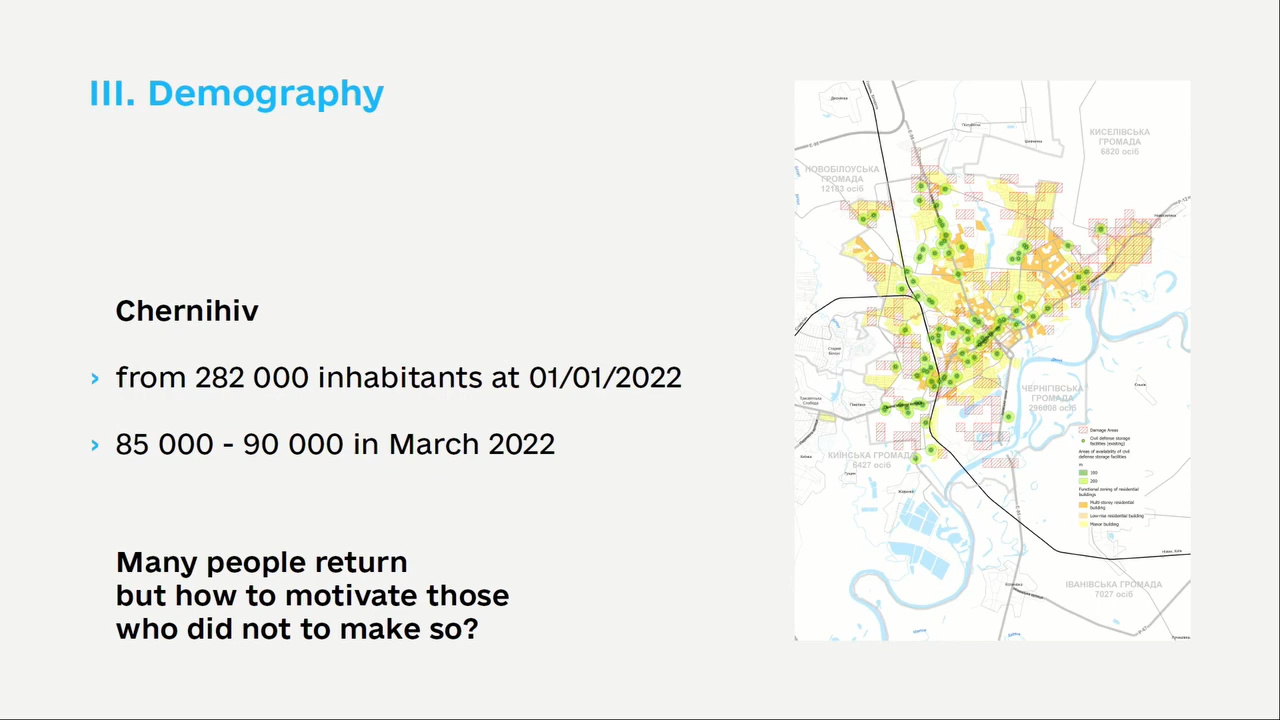 III. Demography
Chernihiv
› from 282 000 inhabitants at 01/01/2022
› 85 000 - 90 000 in March 2022
Many people return
but how to motivate those
who did not to make so?
КИСЕЛІВСЬКА
ГРОМАДА
6820 осіб
НОВОБІЛОУСЬКА
ГРОМАДА
12163 осіб
ЧЕРНІГІВСЬКА
ГРОМАДА
296008 осіб
КИЇНСЬКА ГРОМАДА
6427 осіб
ІВАНІВСЬКА ГРОМАДА
7027 осіб
Damage Areas
Civil defense storage
facilities (existing)
Areas of availability of civil
defense storage facilities
m
100
200
Functional zoning of residential
buildings
Multi-storey residential
building
Low-rise residential building
Manor building